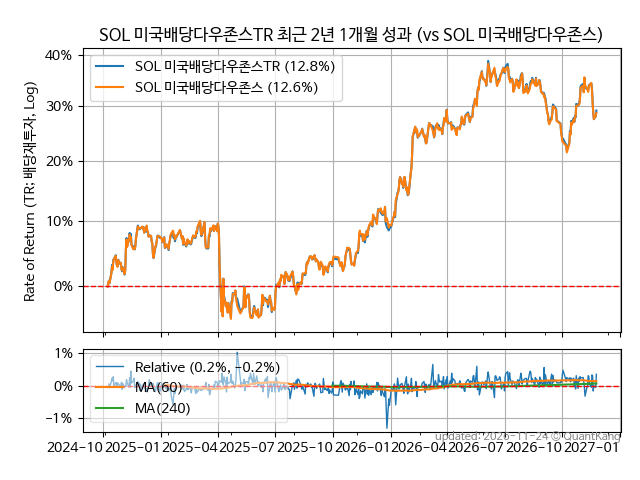 SOL 미국배당다우존스TR 최근 2년 1개월 성과 (vs SOL 미국배당다우존스)
40%
30%
20%
10%
0%
Rate of Return (TR: 배당재투자, Log)
SOL 미국배당다우존스TR (12.8%)
SOL 미국배당다우존스 (12.6%)
1%
0%
−1%
Relative (0.2%, −0.2%)
MA(60)
MA(240)
2024−10 2025−01 2025−04 2025−07 2025−10 2026−01 2026−04 2026−07 2026−10 2027−01
updated: 2026−11−24 © QuantKang